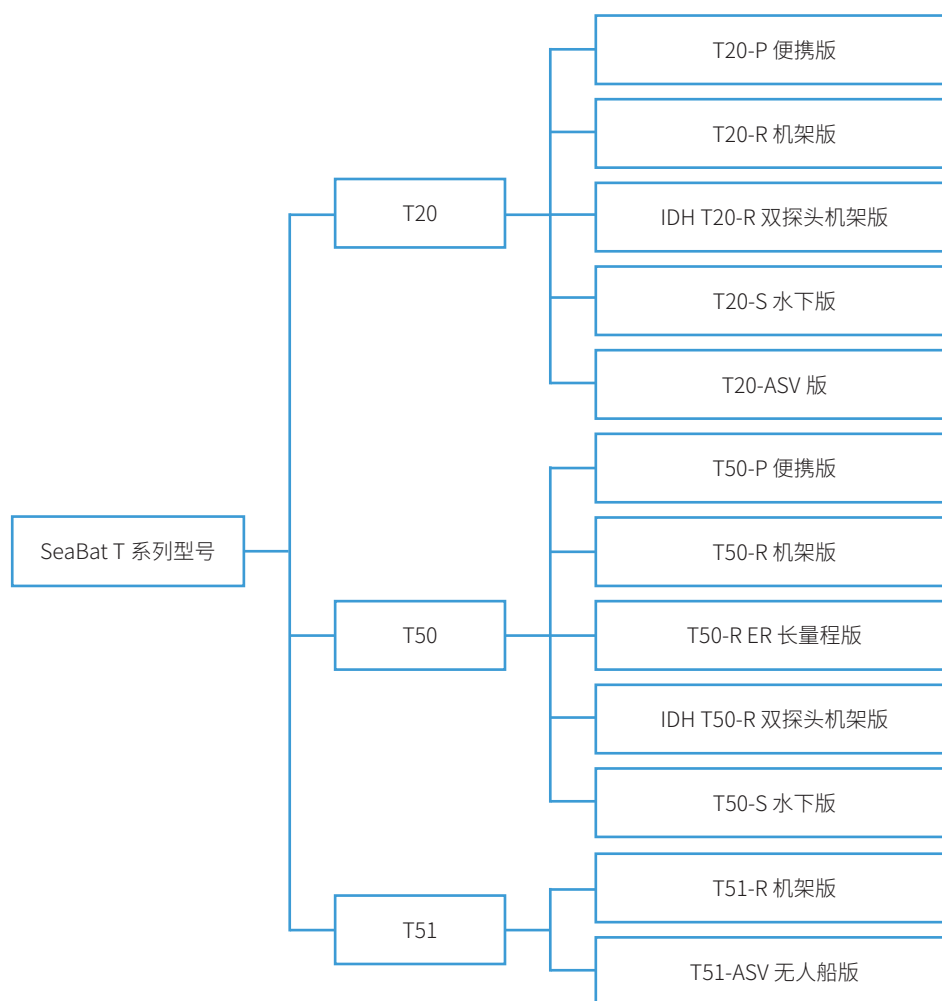 SeaBat T 系列型号
T20
T20-P 便携版
T20-R 机架版
IDH T20-R 双探头机架版
T20-S 水下版
T20-ASV 版
T50
T50-P 便携版
T50-R 机架版
T50-R ER 长量程版
IDH T50-R 双探头机架版
T50-S 水下版
T51
T51-R 机架版
T51-ASV 无人船版